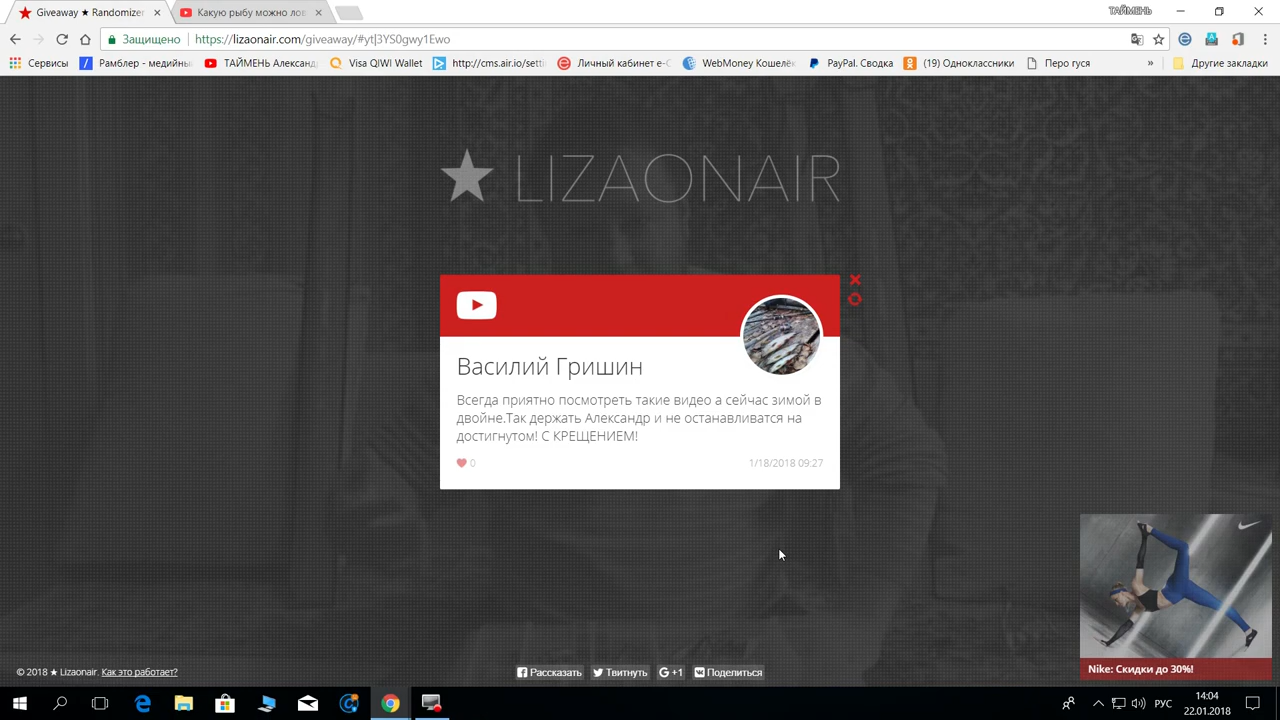 Giveaway ★ Randomizer
Какую рыбу можно лов
ТАЙМЕНЬ
Защищено
https://lizaonair.com/giveaway/#yt|3YS0gwy1Ewo
Сервисы
Рамблер - медийны
ТАЙМЕНЬ Александ
Visa QIWI Wallet
http://cms.air.io/setti
Личный кабинет e-C
WebMoney Кошелёк
PayPal. Сводка
(19) Одноклассники
Перо гуся
»
Другие закладки
★ LIZAONAIR
Василий Гришин
Всегда приятно посмотреть такие видео а сейчас зимой в
двойне.Так держать Александр и не останавливатся на
достигнутом! С КРЕЩЕНИЕМ!
0
1/18/2018 09:27
Nike: Скидки до 30%!
© 2018 ★ Lizaonair. Как это работает?
Рассказать
Твитнуть
G +1
Поделиться
РУС
14:04
22.01.2018